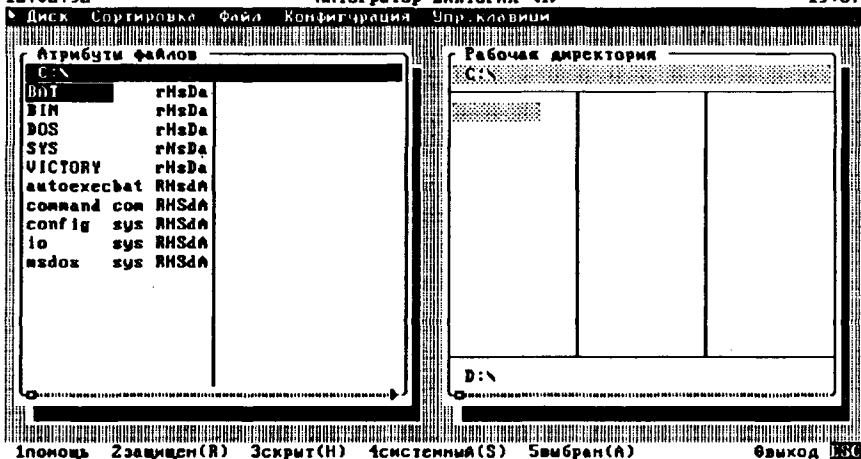 Диск Сортировка Файл Конфигурация Упр.клавиши
Атрибуты файлов
C:\
BAT rHsDa
BIN rHsDa
DOS rHsDa
SYS rHsDa
VICTORY rHsDa
autoexec bat RHsdA
command com RHSdA
config sys RHSdA
io sys RHSdA
msdos sys RHSdA
Рабочая директория
C:\
D:\
1помощь 2защищен(R) 3скрыт(H) 4системный(S) 5выбран(A) 0выход ESC